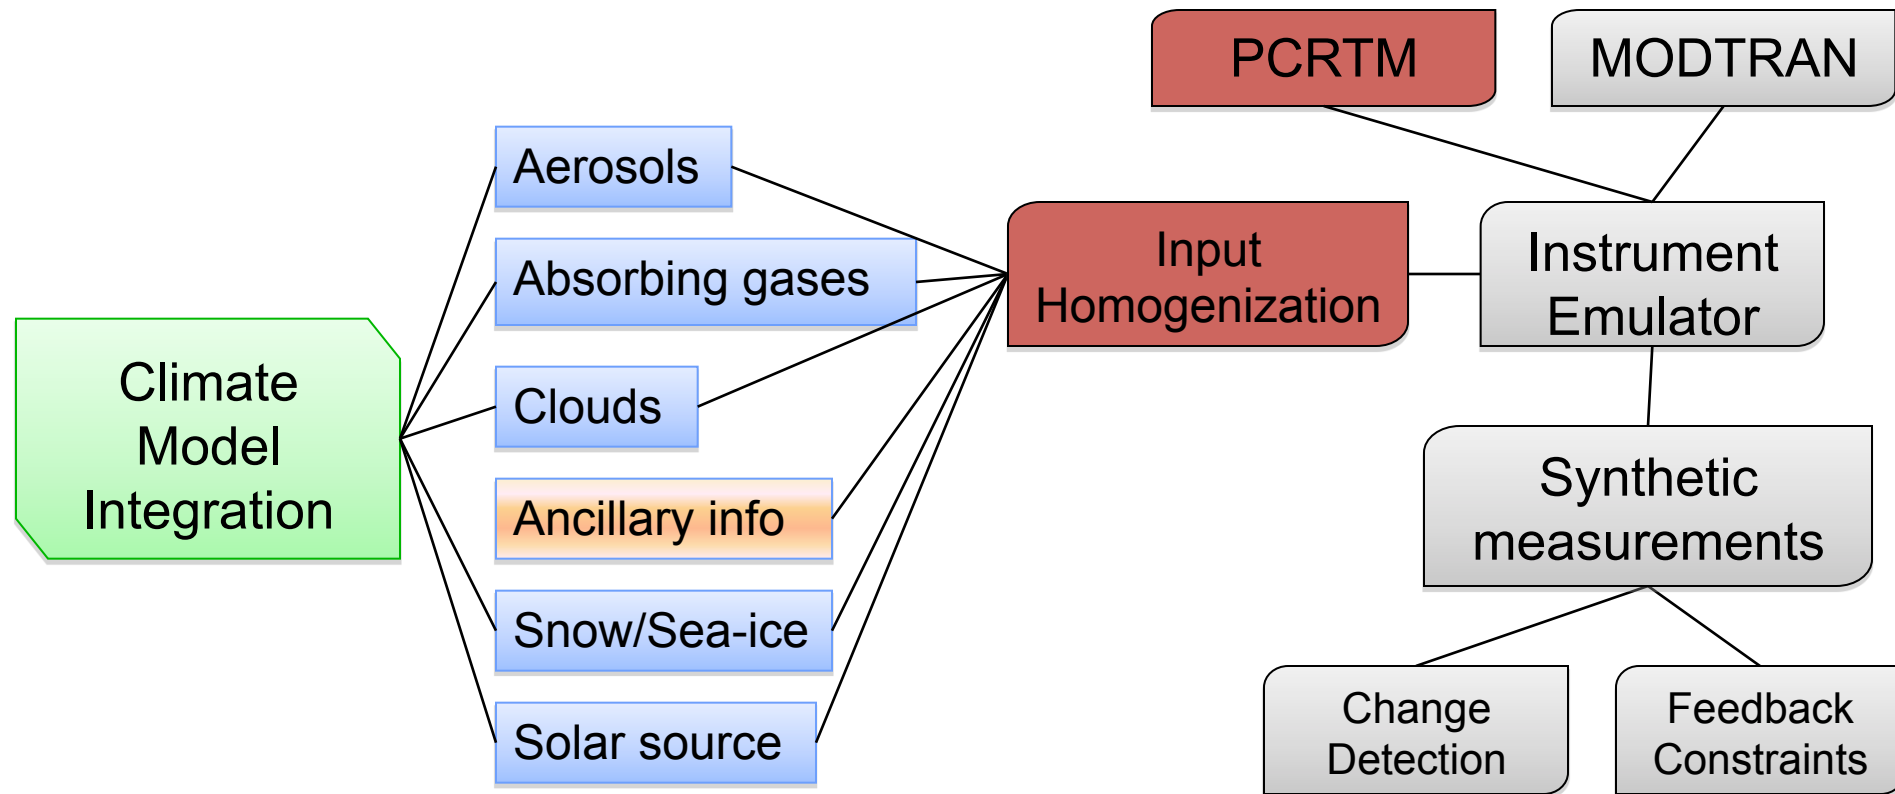 PCRTM
MODTRAN
Aerosols
Absorbing gases
Input
Homogenization
Instrument
Emulator
Climate
Model
Integration
Clouds
Ancillary info
Synthetic
measurements
Snow/Sea-ice
Solar source
Change
Detection
Feedback
Constraints